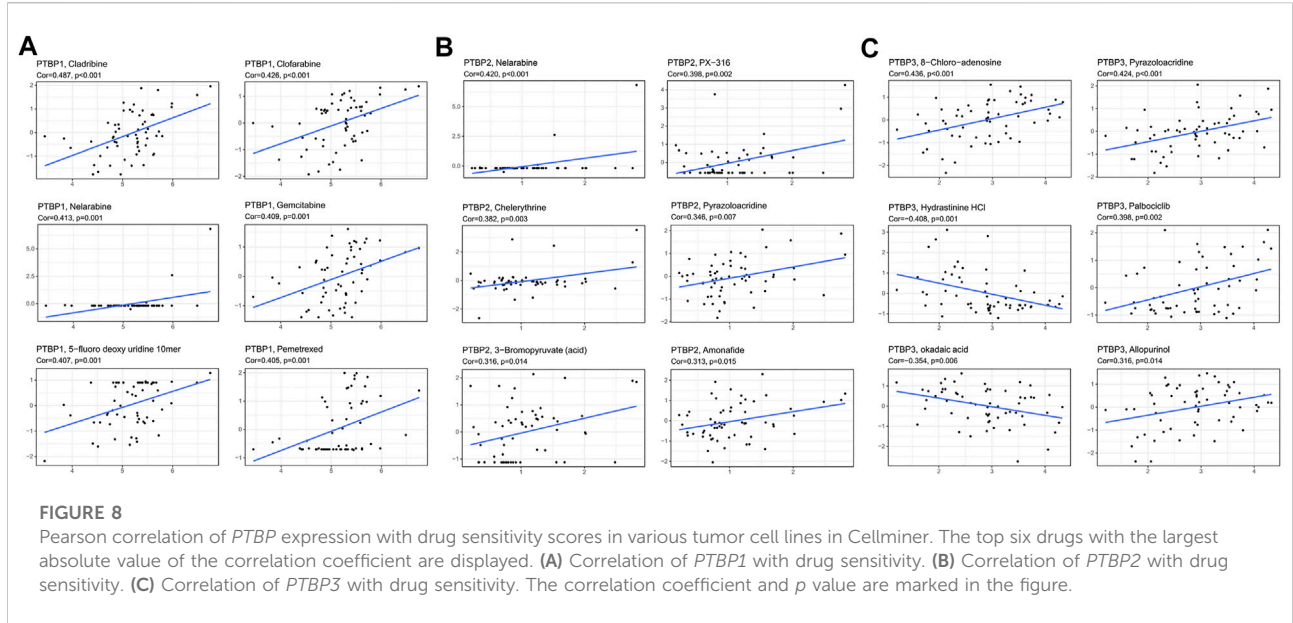 A
B
C
PTBP1, Cladribine
Cor=0.487, p<0.001
PTBP1, Clofarabine
Cor=0.426, p<0.001
PTBP2, Nelarabine
Cor=0.420, p<0.001
PTBP2, PX−316
Cor=0.398, p=0.002
PTBP3, 8−Chloro−adenosine
Cor=0.436, p<0.001
PTBP3, Pyrazoloacridine
Cor=0.424, p<0.001
PTBP1, Nelarabine
Cor=0.413, p=0.001
PTBP1, Gemcitabine
Cor=0.409, p=0.001
PTBP2, Chelerythrine
Cor=0.382, p=0.003
PTBP2, Pyrazoloacridine
Cor=0.346, p=0.007
PTBP3, Hydrastinine HCl
Cor=−0.408, p=0.001
PTBP3, Palbociclib
Cor=0.398, p=0.002
PTBP1, 5−fluoro deoxy uridine 10mer
Cor=0.407, p=0.001
PTBP1, Pemetrexed
Cor=0.405, p=0.001
PTBP2, 3−Bromopyruvate (acid)
Cor=0.316, p=0.014
PTBP2, Amonafide
Cor=0.313, p=0.015
PTBP3, okadaic acid
Cor=−0.354, p=0.006
PTBP3, Allopurinol
Cor=0.316, p=0.014
FIGURE 8
Pearson correlation of PTBP expression with drug sensitivity scores in various tumor cell lines in Cellminer. The top six drugs with the largest
absolute value of the correlation coefficient are displayed. (A) Correlation of PTBP1 with drug sensitivity. (B) Correlation of PTBP2 with drug
sensitivity. (C) Correlation of PTBP3 with drug sensitivity. The correlation coefficient and p value are marked in the figure.